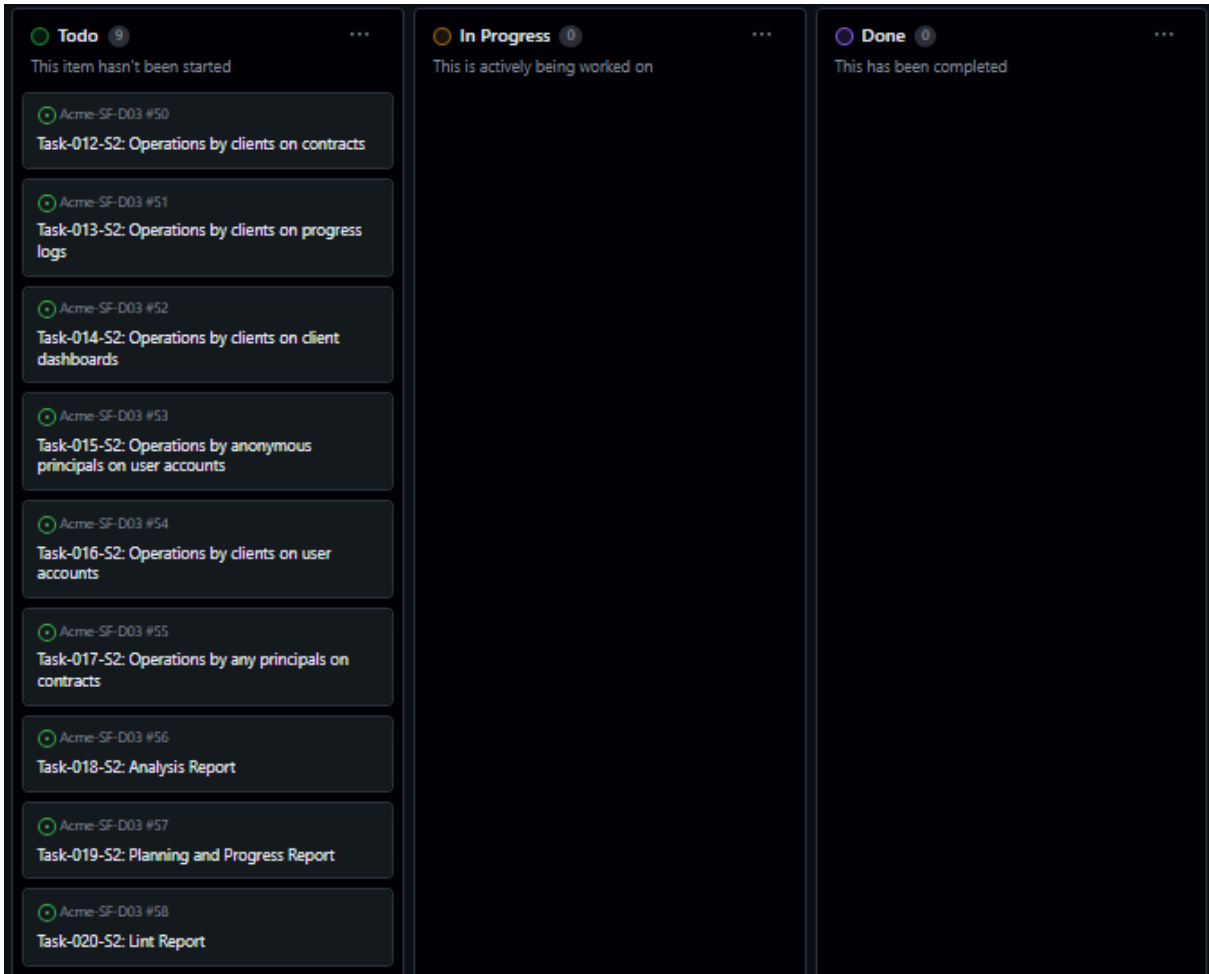 Todo 9 ...
This item hasn't been started
Acme-SF-D03 #50
Task-012-S2: Operations by clients on contracts
Acme-SF-D03 #51
Task-013-S2: Operations by clients on progress
logs
Acme-SF-D03 #52
Task-014-S2: Operations by clients on client
dashboards
Acme-SF-D03 #53
Task-015-S2: Operations by anonymous
principals on user accounts
Acme-SF-D03 #54
Task-016-S2: Operations by clients on user
accounts
Acme-SF-D03 #55
Task-017-S2: Operations by any principals on
contracts
Acme-SF-D03 #56
Task-018-S2: Analysis Report
Acme-SF-D03 #57
Task-019-S2: Planning and Progress Report
Acme-SF-D03 #58
Task-020-S2: Lint Report
In Progress 0 ...
This is actively being worked on
Done 0 ...
This has been completed